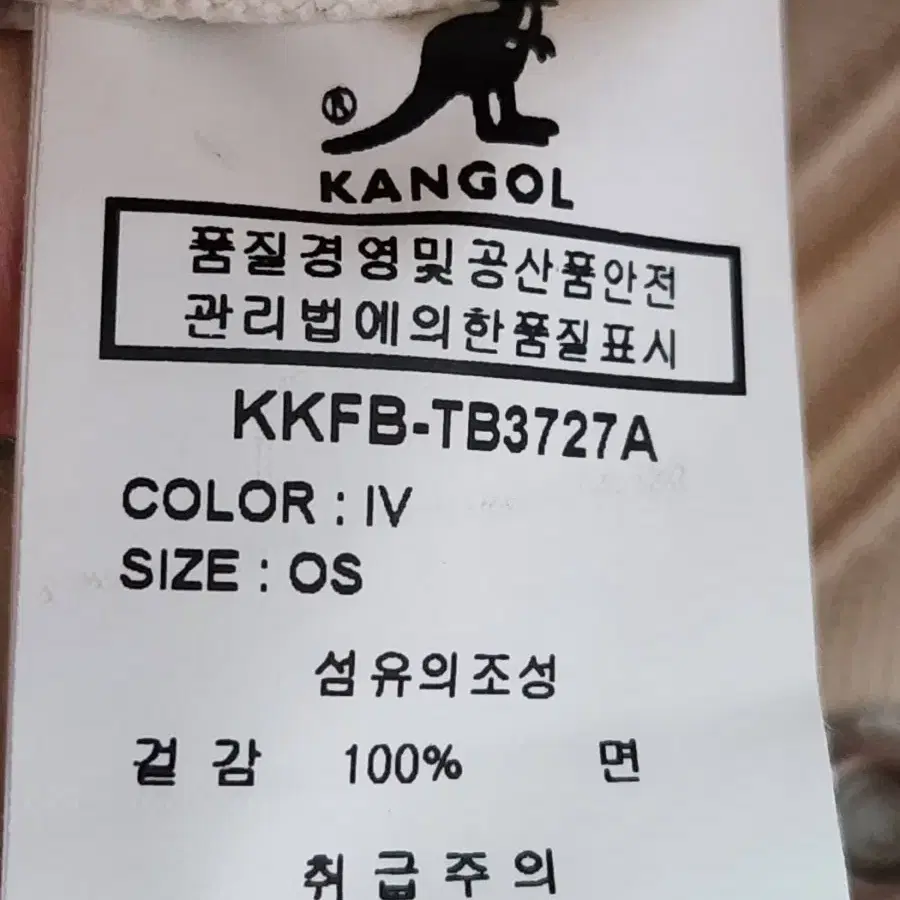 ®
KANGOL
품질경영및공산품안전
관리법에의한품질표시
KKFB-TB3727A
COLOR : IV
SIZE : OS
섬유의조성
겉감 100% 면
취급주의